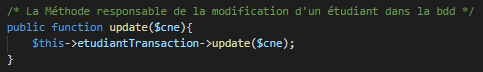 /* La Méthode responsable de la modification d'un étudiant dans la bdd */
public function update($cne){
    $this->etudiantTransaction->update($cne);
}